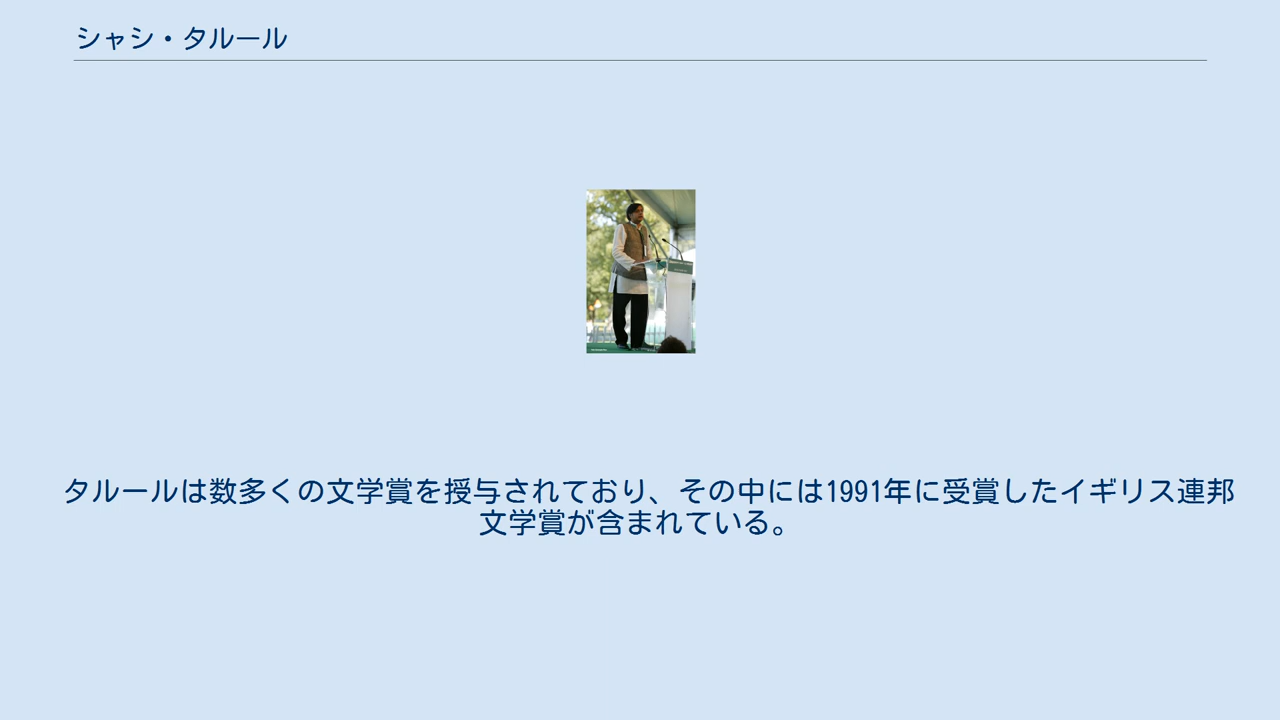 シャシ・タルール
タルールは数多くの文学賞を授与されており、その中には1991年に受賞したイギリス連邦
文学賞が含まれている。